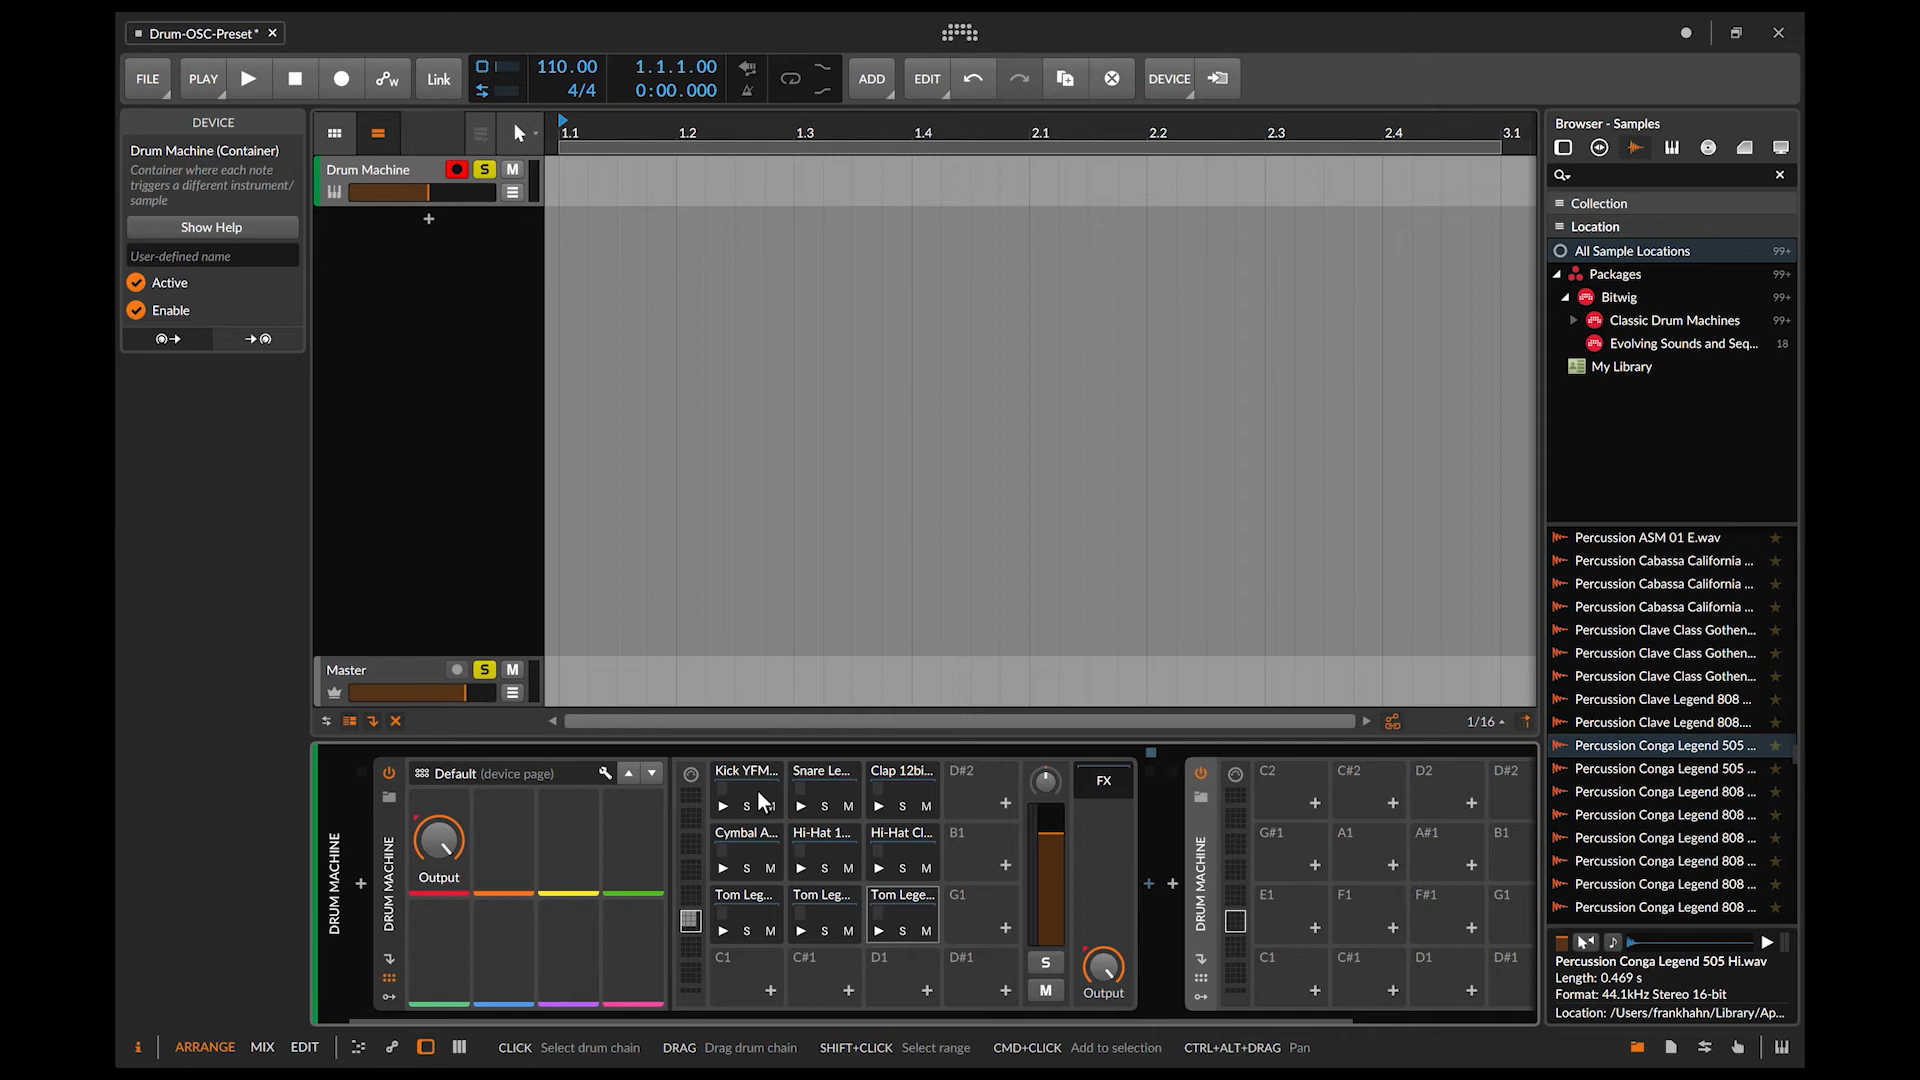 Drum-OSC-Preset*
FILE
PLAY
Link
110.00
4/4
1.1.1.00
0:00.000
ADD
EDIT
DEVICE
DEVICE
Drum Machine (Container)
Container where each note
triggers a different instrument/
sample
Show Help
User-defined name
Active
Enable
1.1
1.2
1.3
1.4
2.1
2.2
2.3
2.4
3.1
Drum Machine
S
M
Master
S
M
1/16
Browser - Samples
Collection
Location
All Sample Locations 99+
Packages 99+
Bitwig 99+
Classic Drum Machines 99+
Evolving Sounds and Seq... 18
My Library
Percussion ASM 01 E.wav
Percussion Cabassa California ...
Percussion Cabassa California ...
Percussion Cabassa California ...
Percussion Clave Class Gothen...
Percussion Clave Class Gothen...
Percussion Clave Class Gothen...
Percussion Clave Legend 808 ...
Percussion Clave Legend 808....
Percussion Conga Legend 505 ...
Percussion Conga Legend 505 ...
Percussion Conga Legend 808 ...
Percussion Conga Legend 808 ...
Percussion Conga Legend 808 ...
Percussion Conga Legend 808 ...
Percussion Conga Legend 808 ...
Percussion Conga Legend 808 ...
Percussion Conga Legend 505 Hi.wav
Length: 0.469 s
Format: 44.1kHz Stereo 16-bit
Location: /Users/frankhahn/Library/Ap...
DRUM MACHINE
DRUM MACHINE
Default (device page)
Output
Kick YFM...
Snare Le...
Clap 12bi...
D#2
S
S M
S M
Cymbal A...
Hi-Hat 1...
Hi-Hat Cl...
B1
S M
S M
S M
Tom Leg...
Tom Leg...
Tom Lege...
G1
S M
S M
S M
C1
C#1
D1
D#1
S
M
FX
Output
DRUM MACHINE
C2
C#2
D2
D#2
G#1
A1
A#1
B1
E1
F1
F#1
G1
C1
C#1
D1
D#1
i
ARRANGE
MIX
EDIT
CLICK Select drum chain
DRAG Drag drum chain
SHIFT+CLICK Select range
CMD+CLICK Add to selection
CTRL+ALT+DRAG Pan